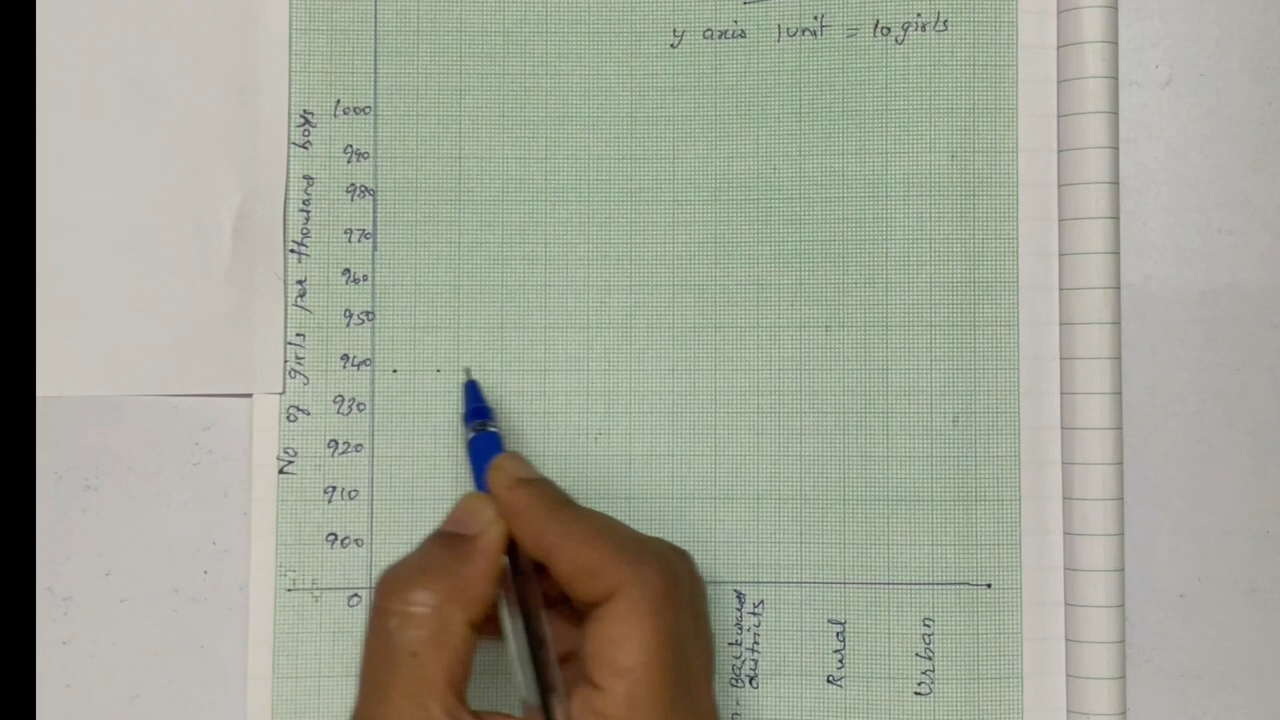 y axis 1unit = 10 girls
No of girls per thousand boys
1000
990
980
970
960
950
940
930
920
910
900
0
Backward
districts
Rural
Urban